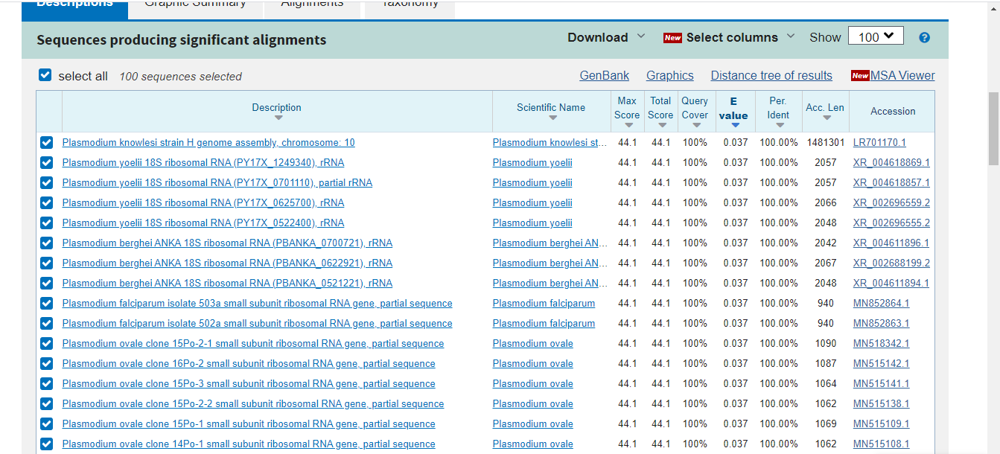 Descriptions Graphic Summary Alignments Taxonomy
Sequences producing significant alignments Download New Select columns Show 100 ?
select all 100 sequences selected GenBank Graphics Distance tree of results New MSA Viewer
Description Scientific Name Max Score Total Score Query Cover E value Per. Ident Acc. Len Accession
Plasmodium knowlesi strain H genome assembly, chromosome: 10 Plasmodium knowlesi st... 44.1 44.1 100% 0.037 100.00% 1481301 LR701170.1
Plasmodium yoelii 18S ribosomal RNA (PY17X_1249340), rRNA Plasmodium yoelii 44.1 44.1 100% 0.037 100.00% 2057 XR_004618869.1
Plasmodium yoelii 18S ribosomal RNA (PY17X_0701110), partial rRNA Plasmodium yoelii 44.1 44.1 100% 0.037 100.00% 2057 XR_004618857.1
Plasmodium yoelii 18S ribosomal RNA (PY17X_0625700), rRNA Plasmodium yoelii 44.1 44.1 100% 0.037 100.00% 2066 XR_002696559.2
Plasmodium yoelii 18S ribosomal RNA (PY17X_0522400), rRNA Plasmodium yoelii 44.1 44.1 100% 0.037 100.00% 2048 XR_002696555.2
Plasmodium berghei ANKA 18S ribosomal RNA (PBANKA_0700721), rRNA Plasmodium berghei AN... 44.1 44.1 100% 0.037 100.00% 2042 XR_004611896.1
Plasmodium berghei ANKA 18S ribosomal RNA (PBANKA_0622921), rRNA Plasmodium berghei AN... 44.1 44.1 100% 0.037 100.00% 2067 XR_002688199.2
Plasmodium berghei ANKA 18S ribosomal RNA (PBANKA_0521221), rRNA Plasmodium berghei AN... 44.1 44.1 100% 0.037 100.00% 2048 XR_004611894.1
Plasmodium falciparum isolate 503a small subunit ribosomal RNA gene, partial sequence Plasmodium falciparum 44.1 44.1 100% 0.037 100.00% 940 MN852864.1
Plasmodium falciparum isolate 502a small subunit ribosomal RNA gene, partial sequence Plasmodium falciparum 44.1 44.1 100% 0.037 100.00% 940 MN852863.1
Plasmodium ovale clone 15Po-2-1 small subunit ribosomal RNA gene, partial sequence Plasmodium ovale 44.1 44.1 100% 0.037 100.00% 1090 MN518342.1
Plasmodium ovale clone 16Po-2 small subunit ribosomal RNA gene, partial sequence Plasmodium ovale 44.1 44.1 100% 0.037 100.00% 1087 MN515142.1
Plasmodium ovale clone 15Po-3 small subunit ribosomal RNA gene, partial sequence Plasmodium ovale 44.1 44.1 100% 0.037 100.00% 1064 MN515141.1
Plasmodium ovale clone 15Po-2-2 small subunit ribosomal RNA gene, partial sequence Plasmodium ovale 44.1 44.1 100% 0.037 100.00% 1062 MN515138.1
Plasmodium ovale clone 15Po-1 small subunit ribosomal RNA gene, partial sequence Plasmodium ovale 44.1 44.1 100% 0.037 100.00% 1069 MN515109.1
Plasmodium ovale clone 14Po-1 small subunit ribosomal RNA gene, partial sequence Plasmodium ovale 44.1 44.1 100% 0.037 100.00% 1062 MN515108.1